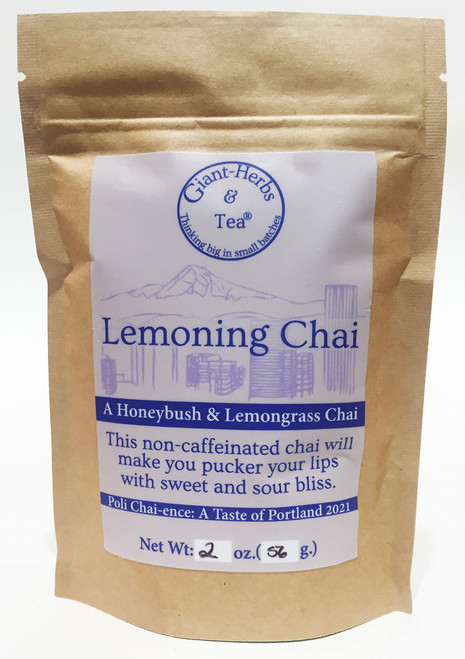 Giant-Herbs
&
Tea®
Thinking big in small batches
Lemoning Chai
A Honeybush & Lemongrass Chai
This non-caffeinated chai will
make you pucker your lips
with sweet and sour bliss.
Poli Chai-ence: A Taste of Portland 2021
Net Wt: 2 oz.( 56 g.)